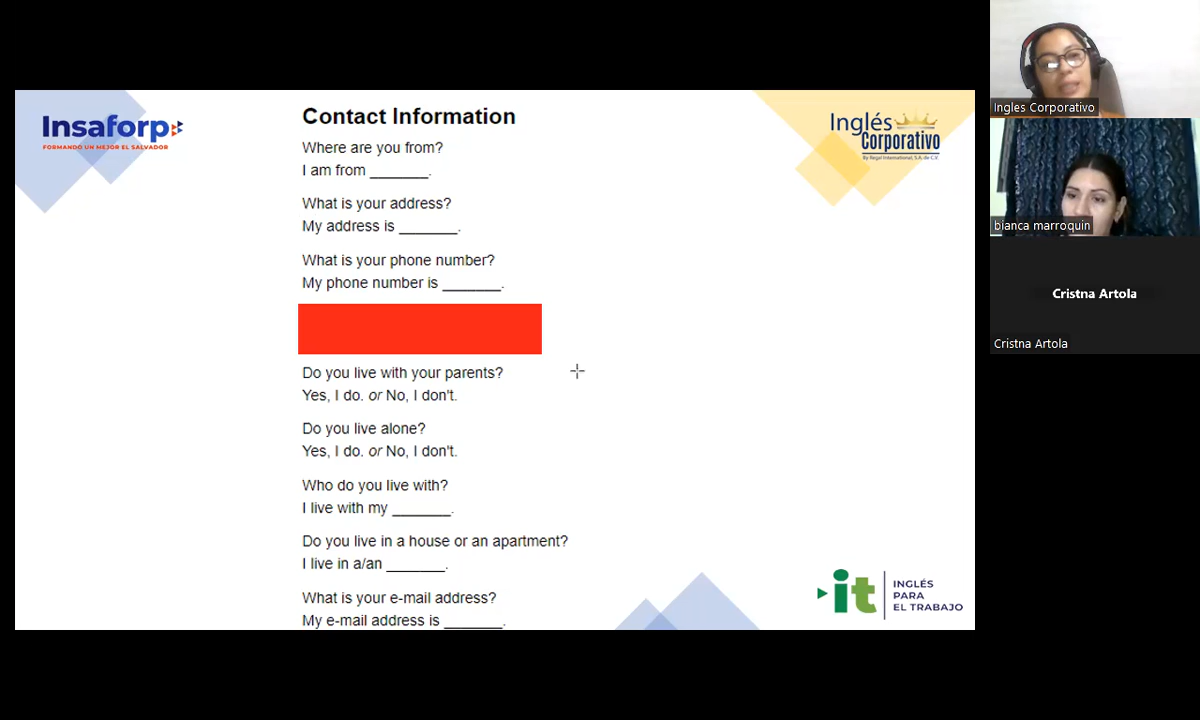 Insaforp
FORMANDO UN MEJOR EL SALVADOR
Contact Information
Where are you from?
I am from _______.
What is your address?
My address is _______.
What is your phone number?
My phone number is _______.
Do you live with your parents?
Yes, I do. or No, I don't.
Do you live alone?
Yes, I do. or No, I don't.
Who do you live with?
I live with my _______.
Do you live in a house or an apartment?
I live in a/an _______.
What is your e-mail address?
My e-mail address is _______.
Inglés
Corporativo
By Regal International, S.A. de C.V.
it
INGLÉS
PARA
EL TRABAJO
Ingles Corporativo
bianca marroquin
Cristna Artola
Cristna Artola